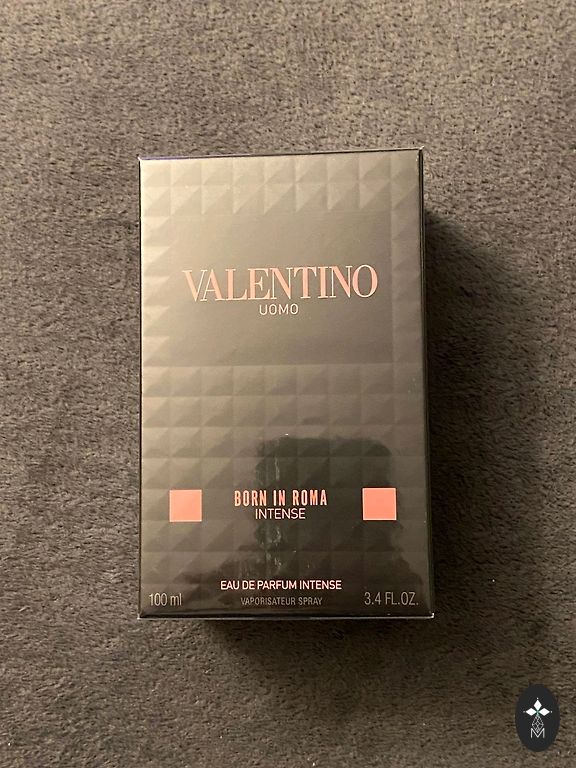 VALENTINO
UOMO
BORN IN ROMA
INTENSE
EAU DE PARFUM INTENSE
100 ml VAPORISATEUR SPRAY 3.4 FL.OZ.
M